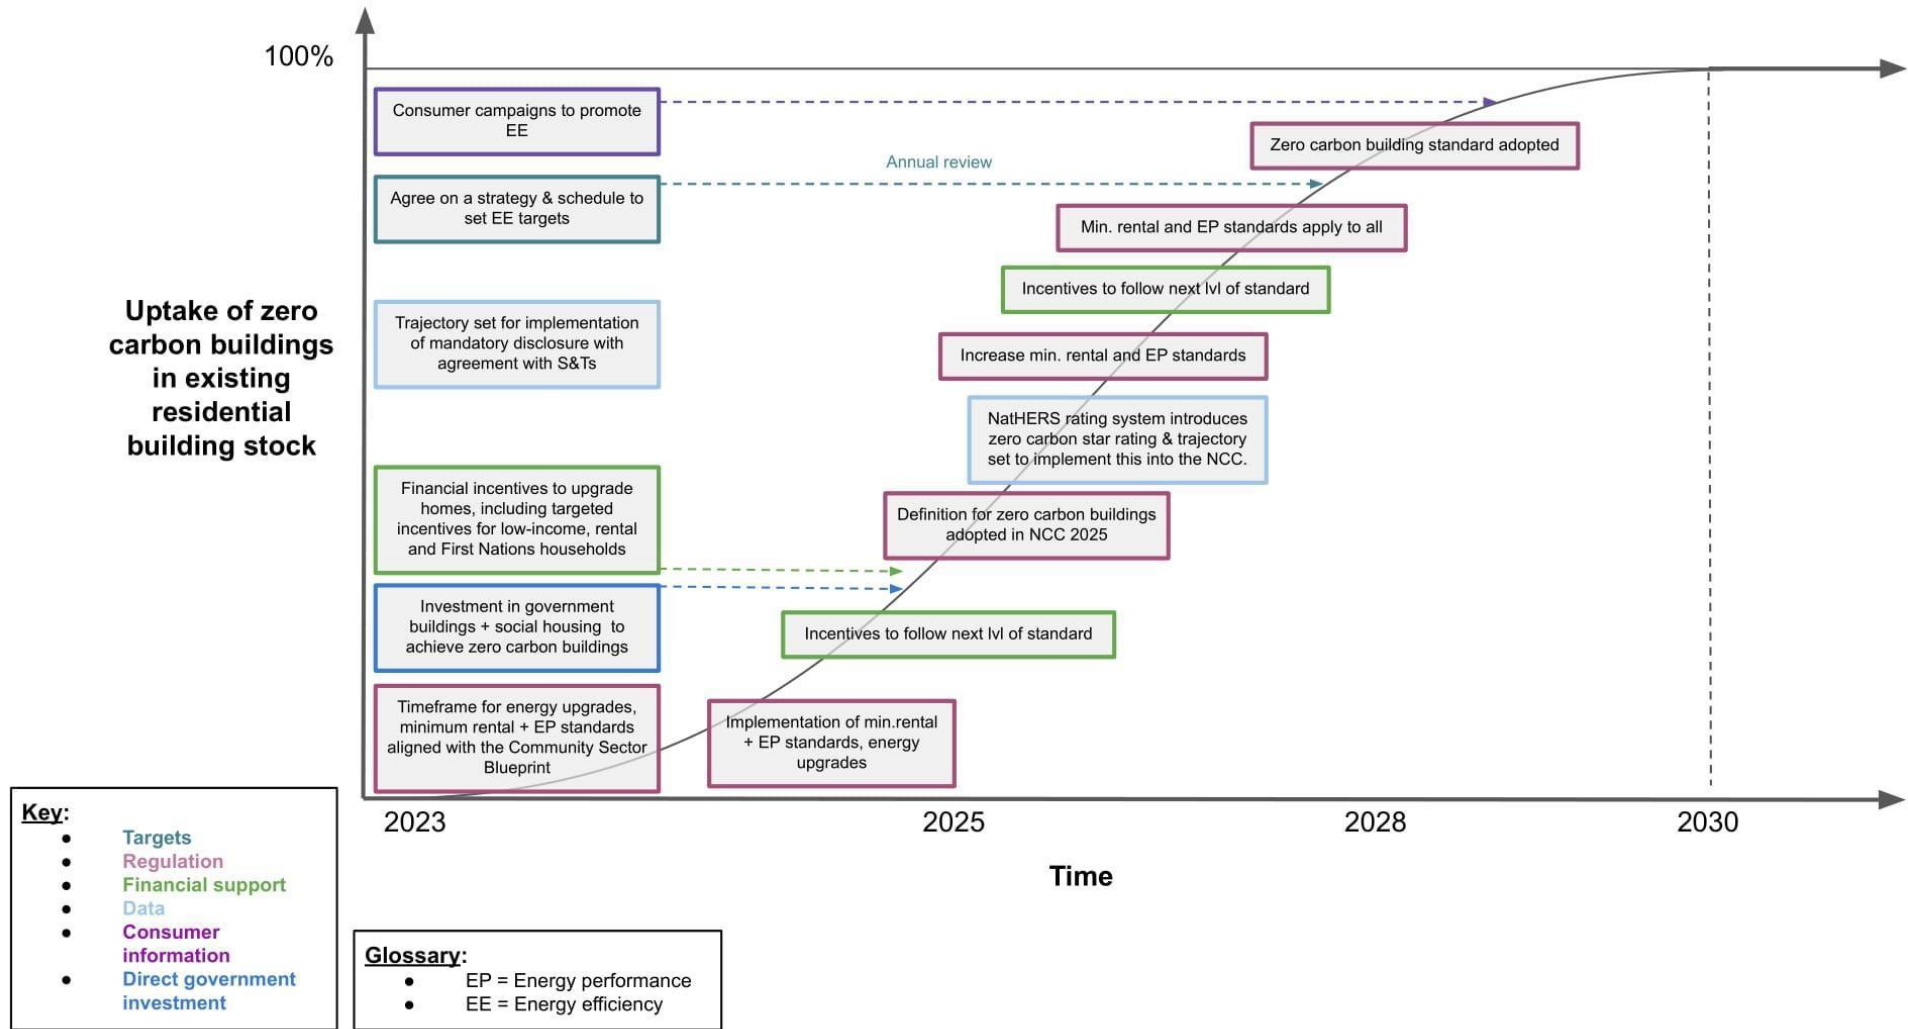 100%
Consumer campaigns to promote
EE
Zero carbon building standard adopted
Annual review
Agree on a strategy & schedule to
set EE targets
Min. rental and EP standards apply to all
Incentives to follow next lvl of standard
Uptake of zero
carbon buildings
in existing
residential
building stock
Trajectory set for implementation
of mandatory disclosure with
agreement with S&Ts
Increase min. rental and EP standards
NatHERS rating system introduces
zero carbon star rating & trajectory
set to implement this into the NCC.
Financial incentives to upgrade
homes, including targeted
incentives for low-income, rental
and First Nations households
Definition for zero carbon buildings
adopted in NCC 2025
Investment in government
buildings + social housing to
achieve zero carbon buildings
Incentives to follow next lvl of standard
Timeframe for energy upgrades,
minimum rental + EP standards
aligned with the Community Sector
Blueprint
Implementation of min.rental
+ EP standards, energy
upgrades
2023
2025
2028
2030
Time
Key:
● Targets
● Regulation
● Financial support
● Data
● Consumer
information
● Direct government
investment
Glossary:
● EP = Energy performance
● EE = Energy efficiency